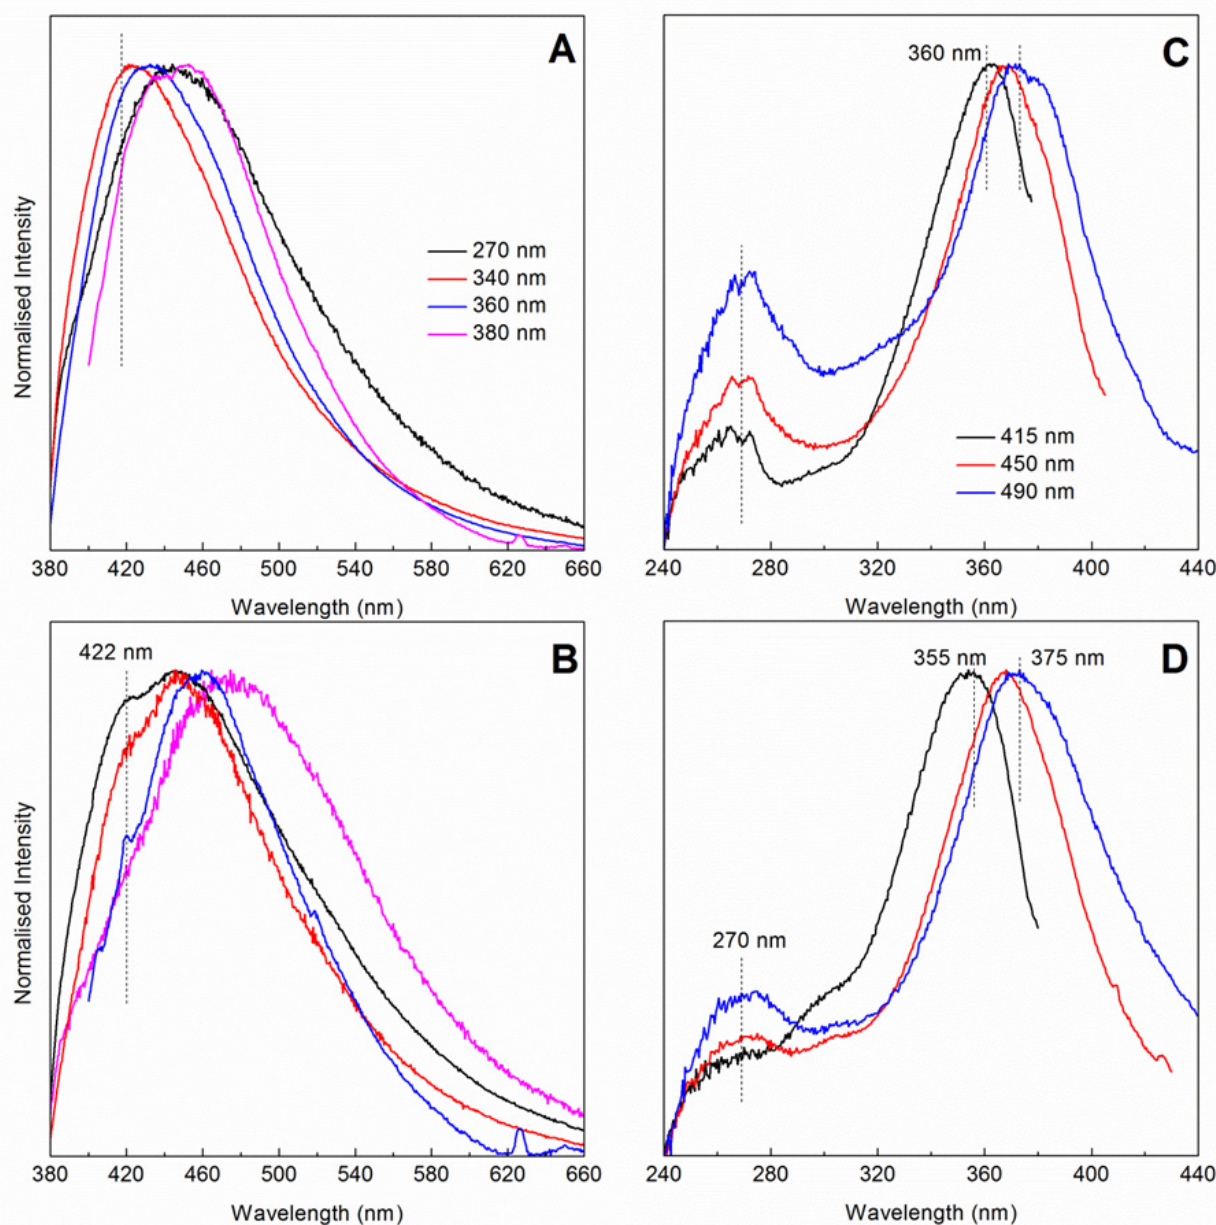 A
Normalised Intensity
270 nm
340 nm
360 nm
380 nm
380 420 460 500 540 580 620 660
Wavelength (nm)
C
360 nm
415 nm
450 nm
490 nm
240 280 320 360 400 440
Wavelength (nm)
B
422 nm
Normalised Intensity
380 420 460 500 540 580 620 660
Wavelength (nm)
D
355 nm 375 nm
270 nm
240 280 320 360 400 440
Wavelength (nm)